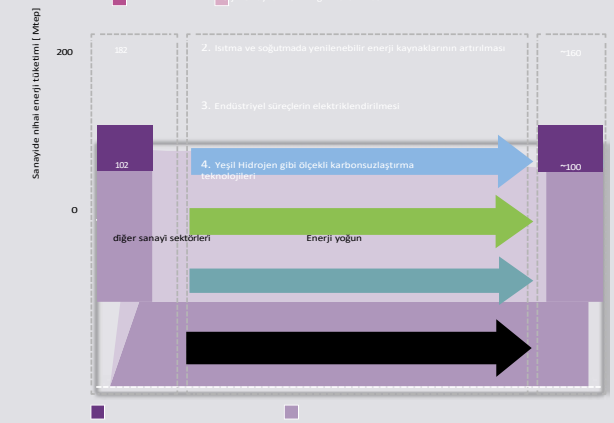 Sanayide nihai enerji tüketimi [ Mtep]
200
182
2. Isıtma ve soğutmada yenilenebilir enerji kaynaklarının artırılması
~160
3. Endüstriyel süreçlerin elektriklendirilmesi
102
4. Yeşil Hidrojen gibi ölçekli karbonsuzlaştırma
teknolojileri
~100
0
diğer sanayi sektörleri
Enerji yoğun